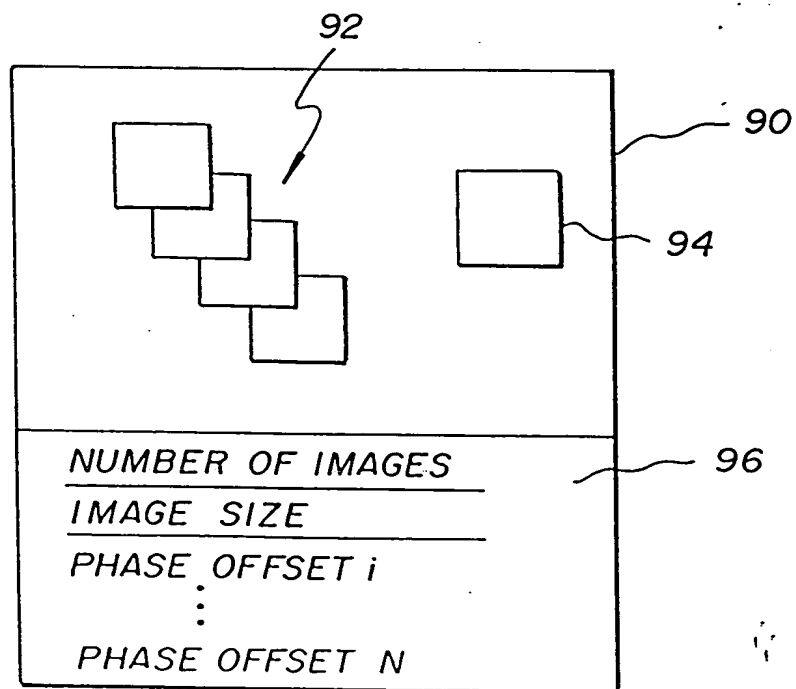 92
90
94
NUMBER OF IMAGES
96
IMAGE SIZE
PHASE OFFSET i
PHASE OFFSET N